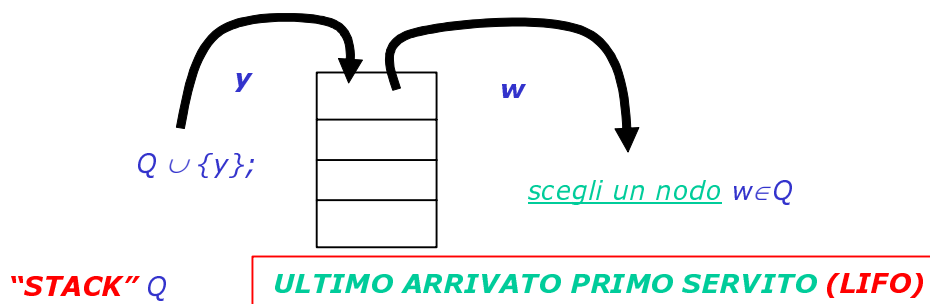 y
w
Q ∪ {y};
scegli un nodo w∈Q
“STACK” Q
ULTIMO ARRIVATO PRIMO SERVITO (LIFO)